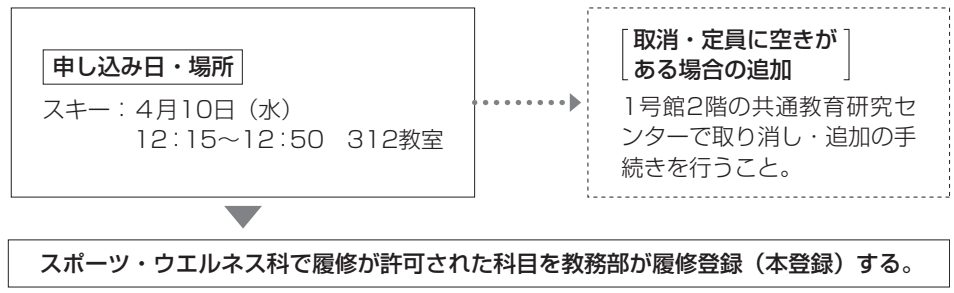 申し込み日・場所
スキー：4月10日（水）
12：15～12：50　312教室
取消・定員に空きが
ある場合の追加
1号館2階の共通教育研究セ
ンターで取り消し・追加の手
続きを行うこと。
スポーツ・ウエルネス科で履修が許可された科目を教務部が履修登録（本登録）する。